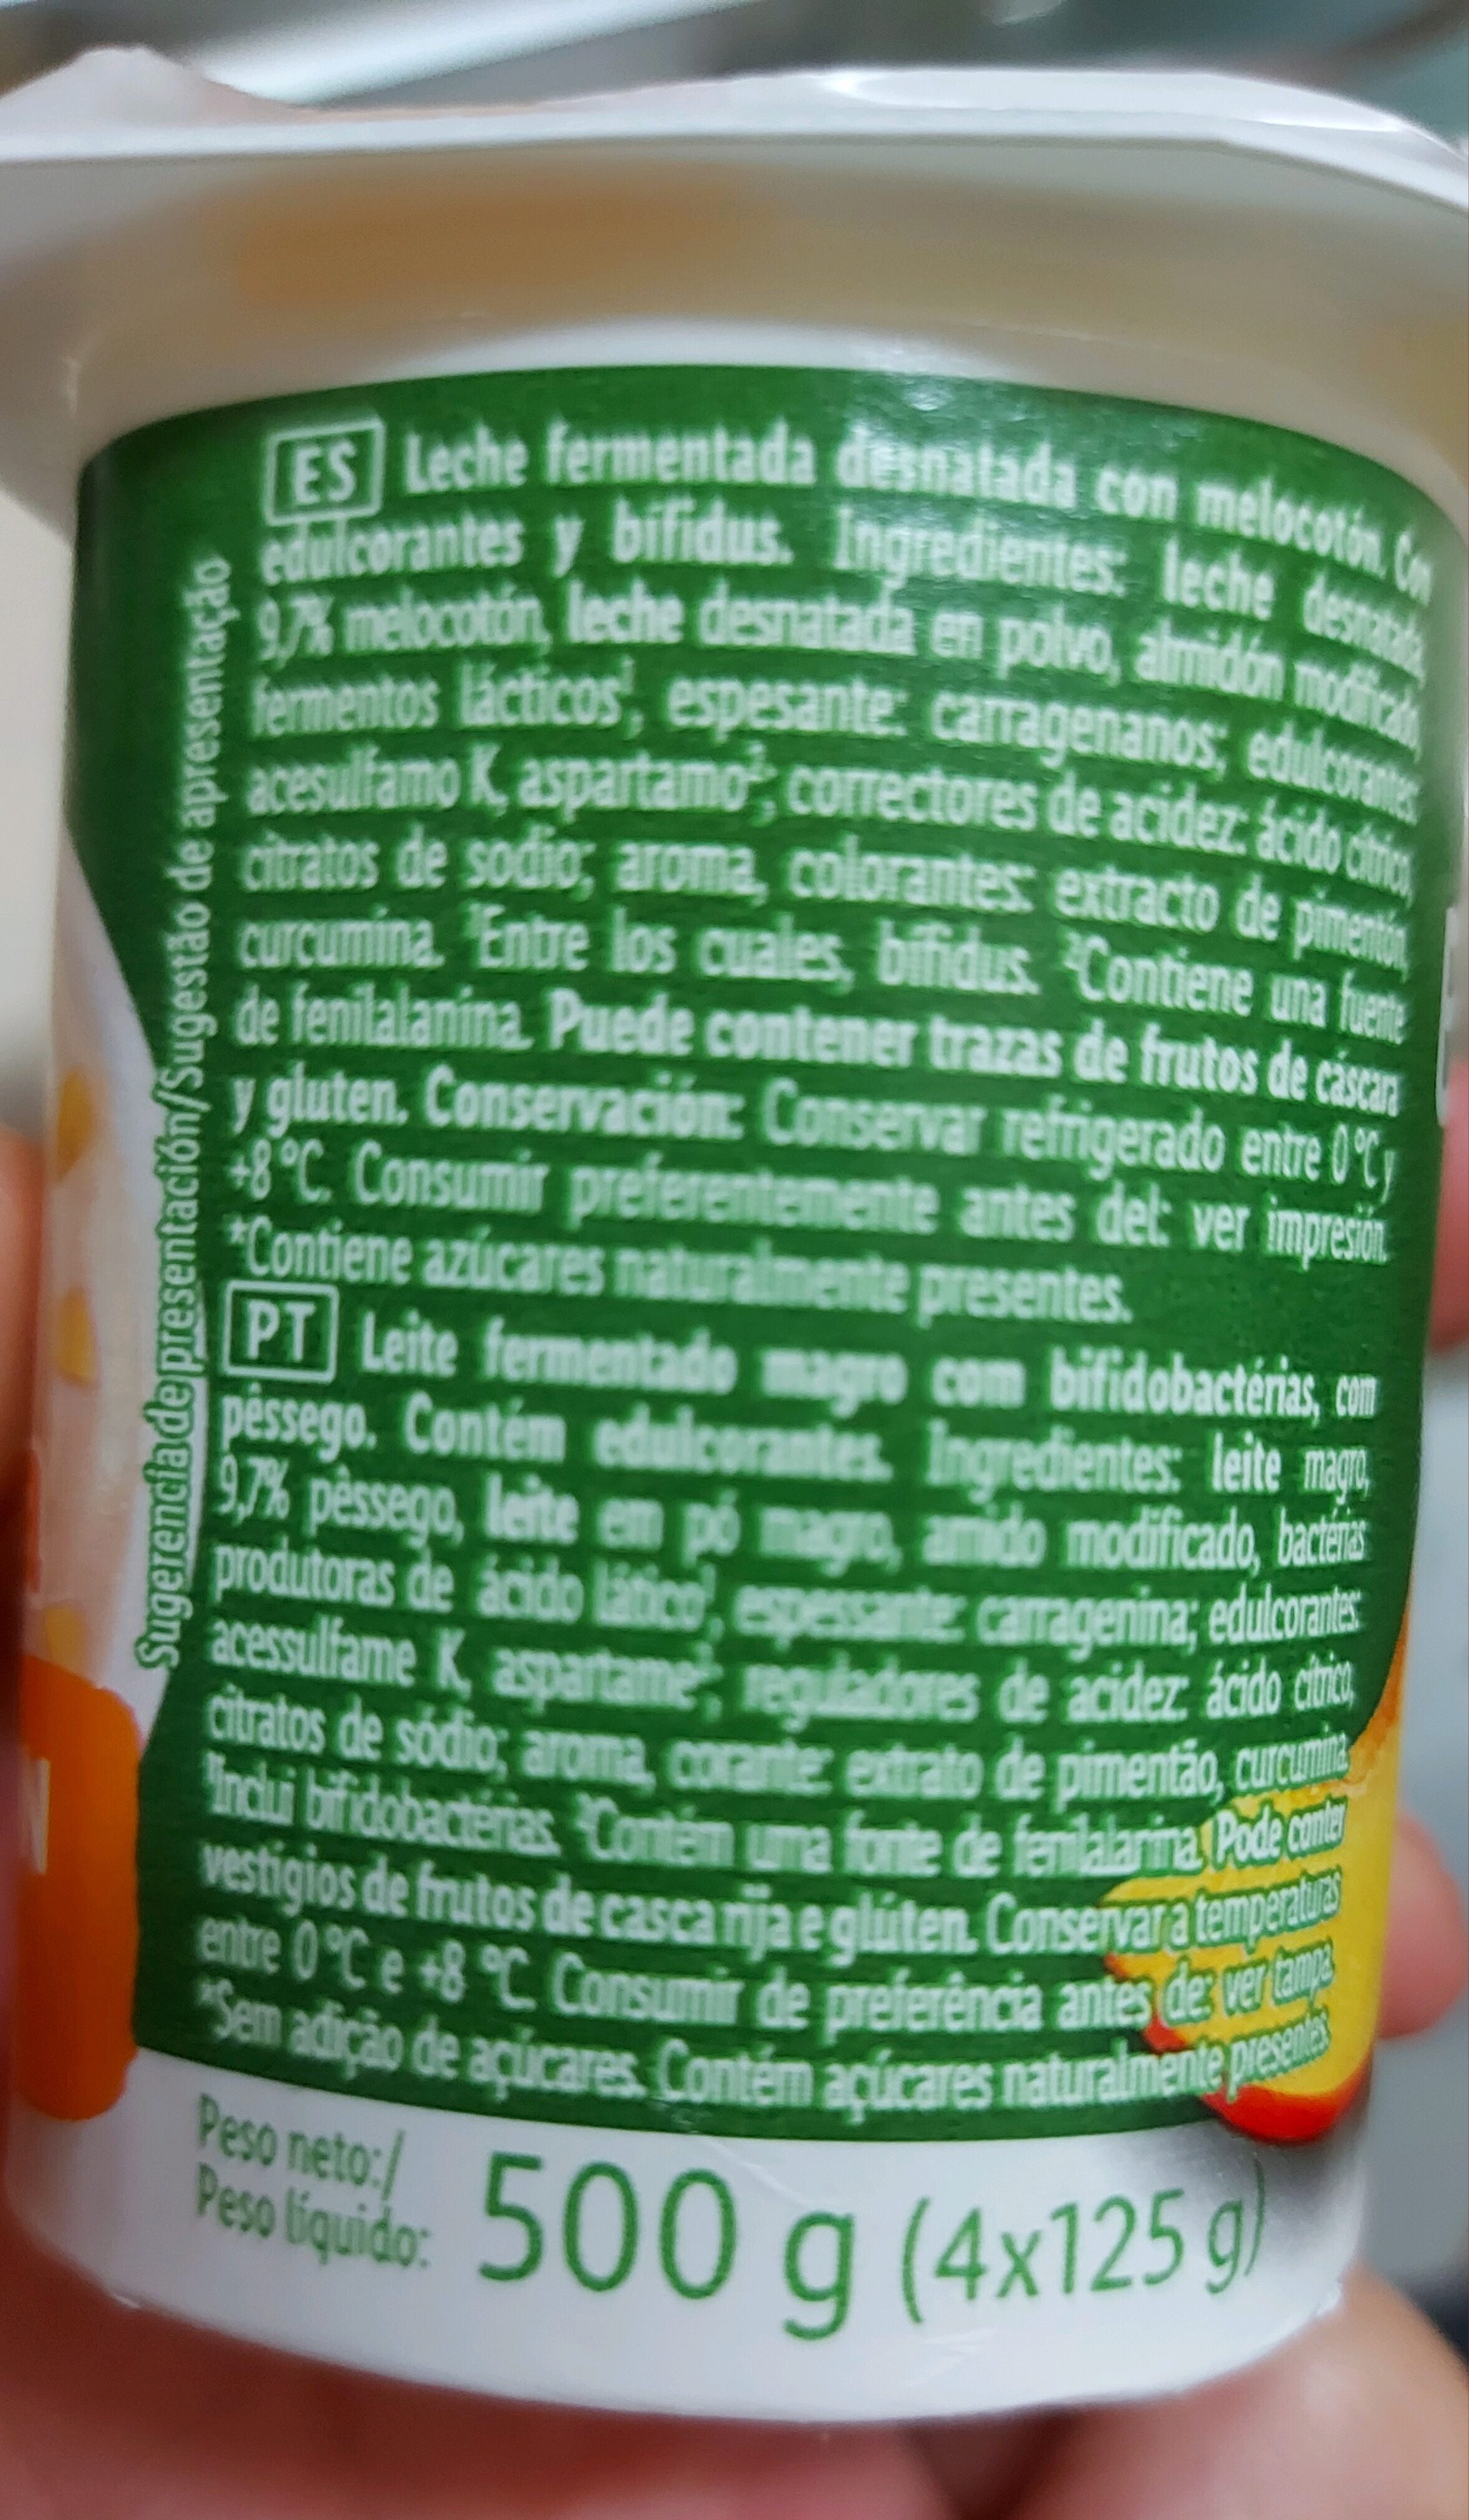 ES Leche fermentada desnatada con melocotón. Con
edulcorantes y bífidus. Ingredientes: leche desnatada,
9,7% melocotón, leche desnatada en polvo, almidón modificado,
fermentos lácticos¹, espesante: carragenanos; edulcorantes:
acesulfamo K, aspartamo²; correctores de acidez: ácido cítrico,
citratos de sodio; aroma, colorantes: extracto de pimentón,
curcumina. ¹Entre los cuales, bífidus. ²Contiene una fuente
de fenilalanina. Puede contener trazas de frutos de cáscara
y gluten. Conservación: Conservar refrigerado entre 0 °C y
+8 °C. Consumir preferentemente antes del: ver impresión.
*Contiene azúcares naturalmente presentes.
PT Leite fermentado magro com bifidobactérias, com
pêssego. Contém edulcorantes. Ingredientes: leite magro,
9,7% pêssego, leite em pó magro, amido modificado, bactérias
produtoras de ácido lático¹, espessante: carragenina; edulcorantes:
acessulfame K, aspartame²; reguladores de acidez: ácido cítrico,
citratos de sódio; aroma, corante: extrato de pimentão, curcumina.
¹Inclui bifidobactérias. ²Contém uma fonte de fenilalanina. Pode conter
vestígios de frutos de casca rija e glúten. Conservar a temperaturas
entre 0 °C e +8 °C. Consumir de preferência antes de: ver tampa.
*Sem adição de açúcares. Contém açúcares naturalmente presentes.
Sugerencia de presentación/Sugestão de apresentação
Peso neto:/
Peso líquido: 500 g (4x125 g)